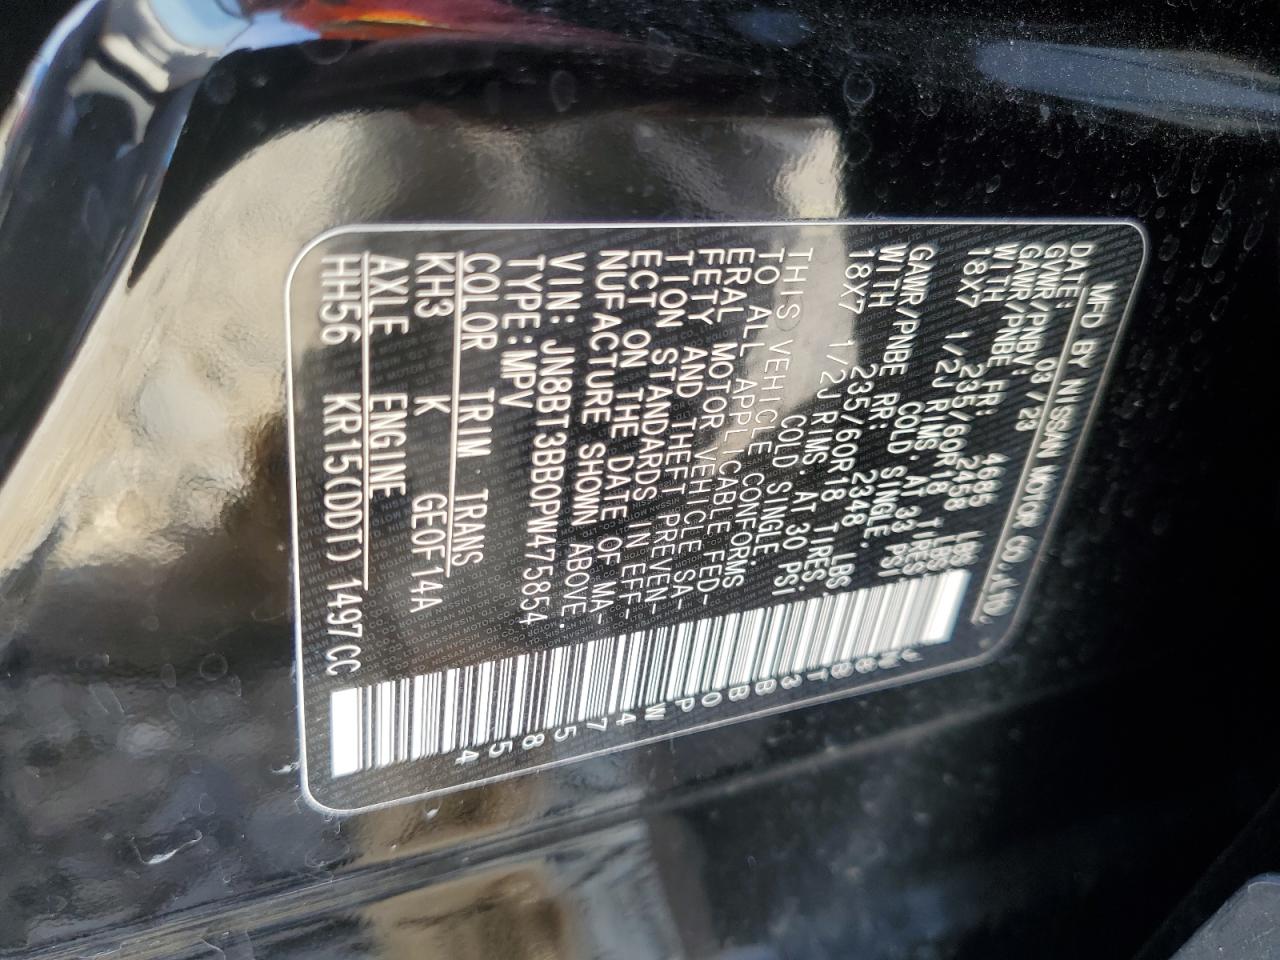 MFD BY NISSAN MOTOR CO.,LTD.
DATE: 03/23
GVWR/PNBV: 4685 LBS
GAWR/PNBE FR: 2458 LBS
WITH 235/60R18 TIRES,
18X7 1/2J RIMS, AT 33 PSI
COLD SINGLE.
GAWR/PNBE RR: 2348 LBS
WITH 235/60R18 TIRES,
18X7 1/2J RIMS, AT 30 PSI
COLD SINGLE.
THIS VEHICLE CONFORMS
TO ALL APPLICABLE FED-
ERAL MOTOR VEHICLE SA-
FETY AND THEFT PREVEN-
TION STANDARDS IN EFF-
ECT ON THE DATE OF MA-
NUFACTURE SHOWN ABOVE.
VIN: JN8BT3BB0PW475854
TYPE:MPV
COLOR TRIM TRANS
KH3 K GE0F14A
AXLE ENGINE
HH56 KR15(DDT) 1497CC
JN8BT3BB0PW475854